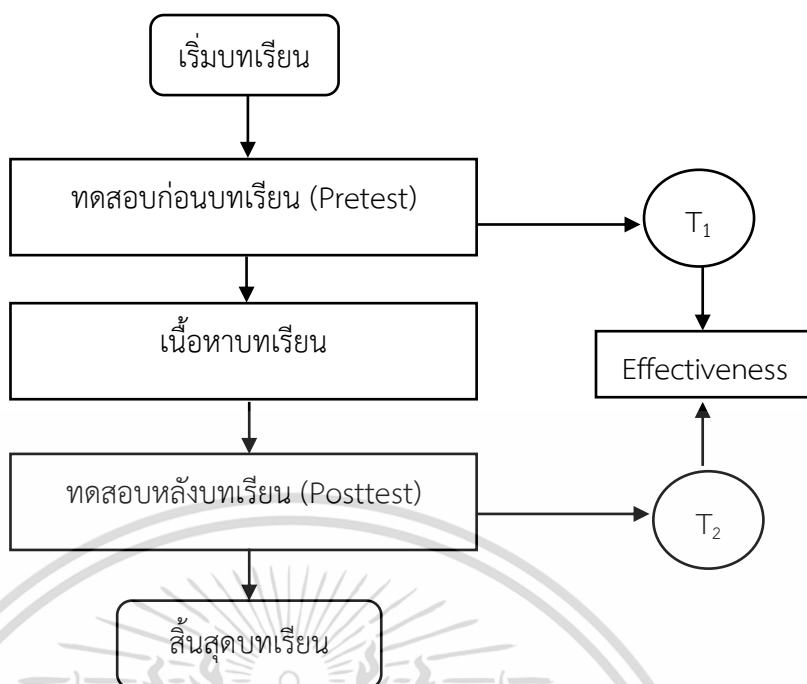 เริ่มบทเรียน
ทดสอบก่อนบทเรียน (Pretest)
T₁
เนื้อหาบทเรียน
Effectiveness
ทดสอบหลังบทเรียน (Posttest)
T₂
สิ้นสุดบทเรียน